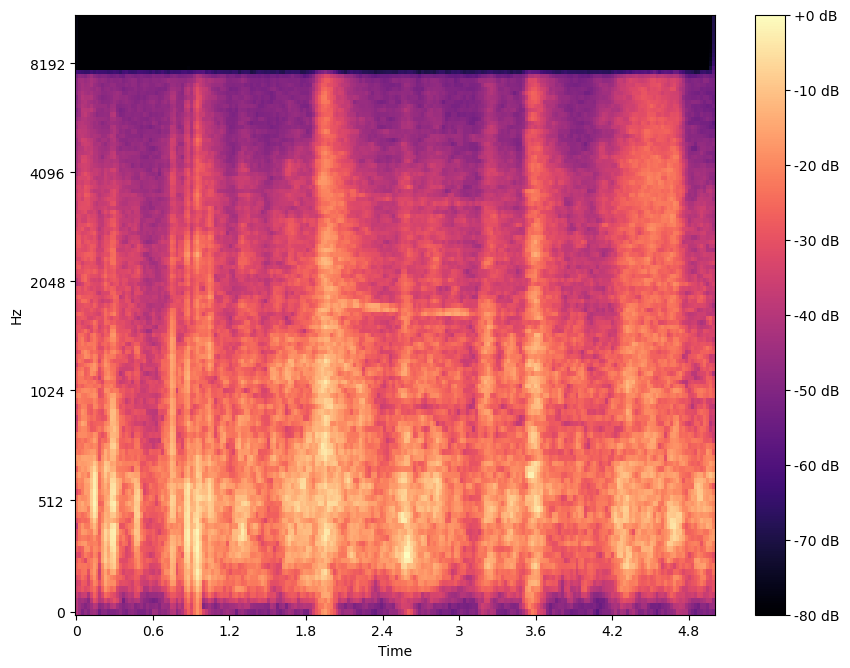 8192
4096
2048
1024
512
0
Hz
0 0.6 1.2 1.8 2.4 3 3.6 4.2 4.8
Time
+0 dB
-10 dB
-20 dB
-30 dB
-40 dB
-50 dB
-60 dB
-70 dB
-80 dB